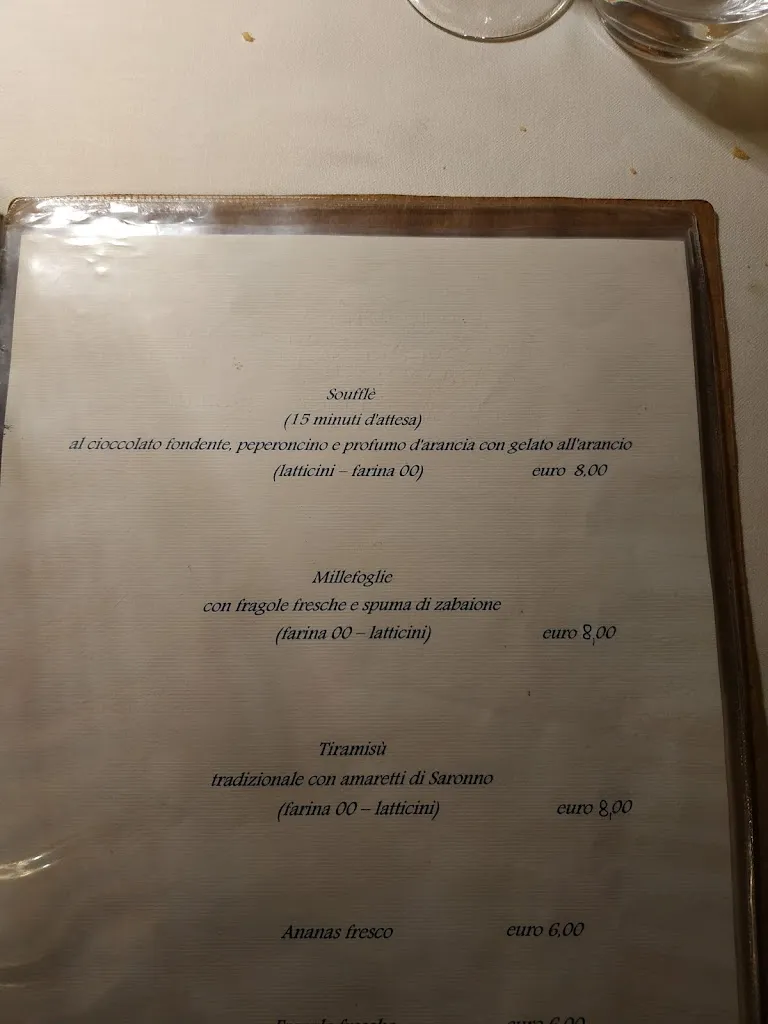 Soufflè
(15 minuti d'attesa)
al cioccolato fondente, peperoncino e profumo d'arancia con gelato all'arancio
(latticini – farina 00) euro 8,00
Millefoglie
con fragole fresche e spuma di zabaione
(farina 00 – latticini) euro 8,00
Tiramisù
tradizionale con amaretti di Saronno
(farina 00 – latticini) euro 8,00
Ananas fresco euro 6,00